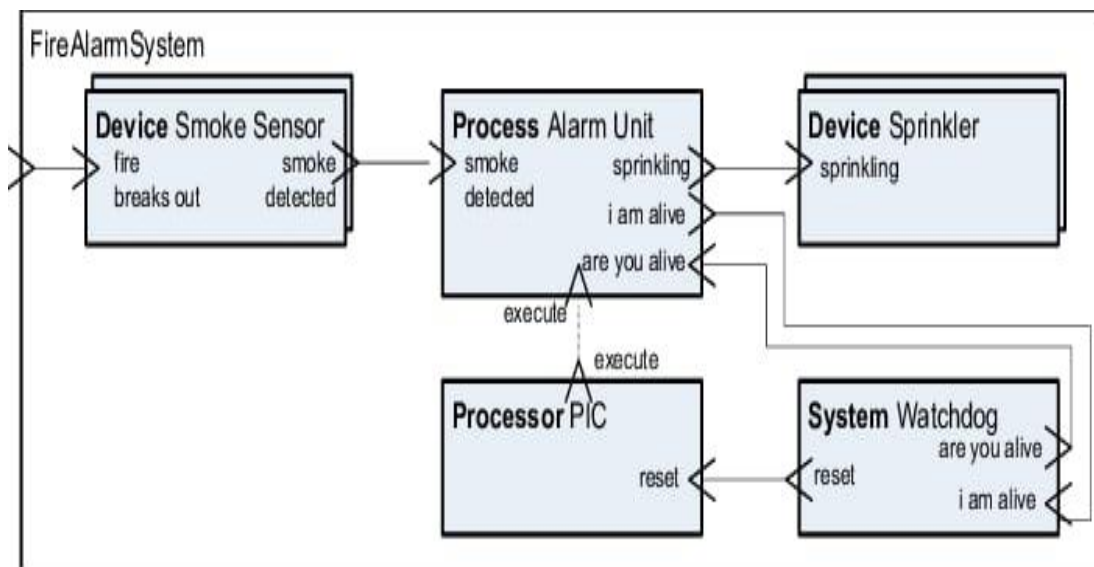 FireAlarmSystem
Device Smoke Sensor
fire
breaks out
smoke
detected
Process Alarm Unit
smoke
detected
sprinkling
i am alive
are you alive
Device Sprinkler
sprinkling
execute
execute
Processor PIC
reset
System Watchdog
are you alive
reset
i am alive